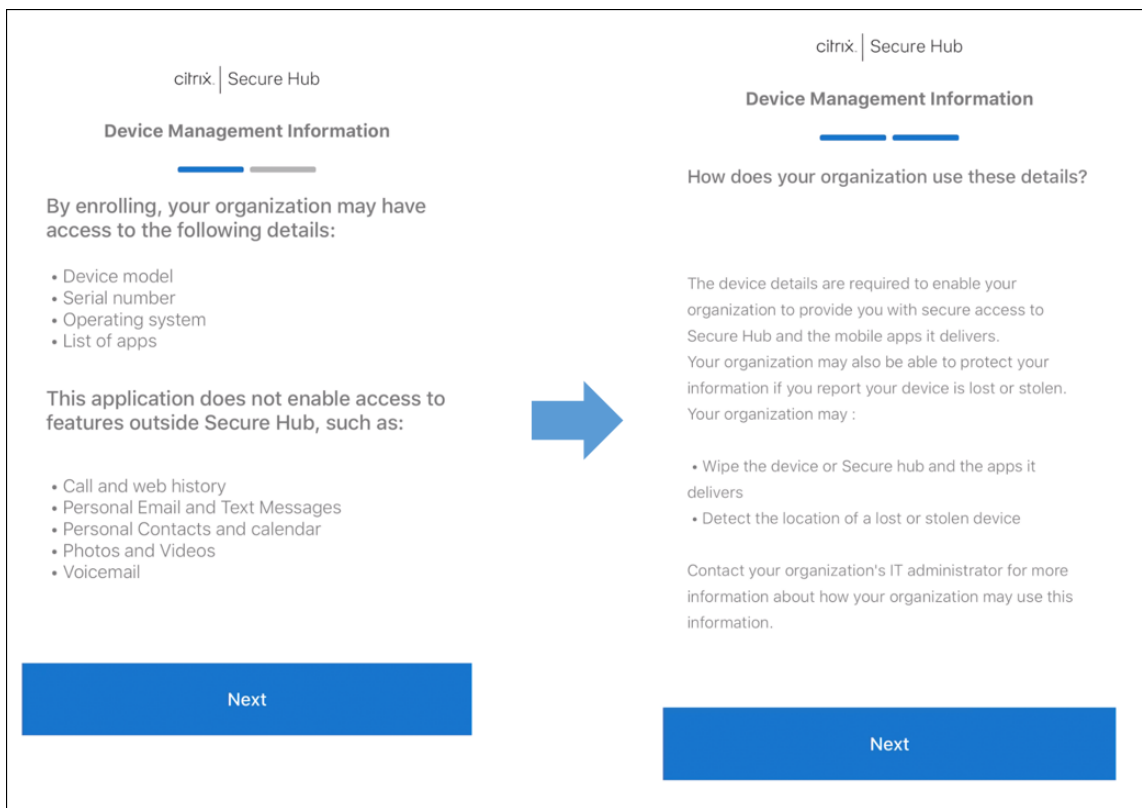 citrix. | Secure Hub
Device Management Information
By enrolling, your organization may have
access to the following details:
• Device model
• Serial number
• Operating system
• List of apps
This application does not enable access to
features outside Secure Hub, such as:
• Call and web history
• Personal Email and Text Messages
• Personal Contacts and calendar
• Photos and Videos
• Voicemail
Next
citrix. | Secure Hub
Device Management Information
How does your organization use these details?
The device details are required to enable your
organization to provide you with secure access to
Secure Hub and the mobile apps it delivers.
Your organization may also be able to protect your
information if you report your device is lost or stolen.
Your organization may :
• Wipe the device or Secure hub and the apps it
delivers
• Detect the location of a lost or stolen device
Contact your organization's IT administrator for more
information about how your organization may use this
information.
Next